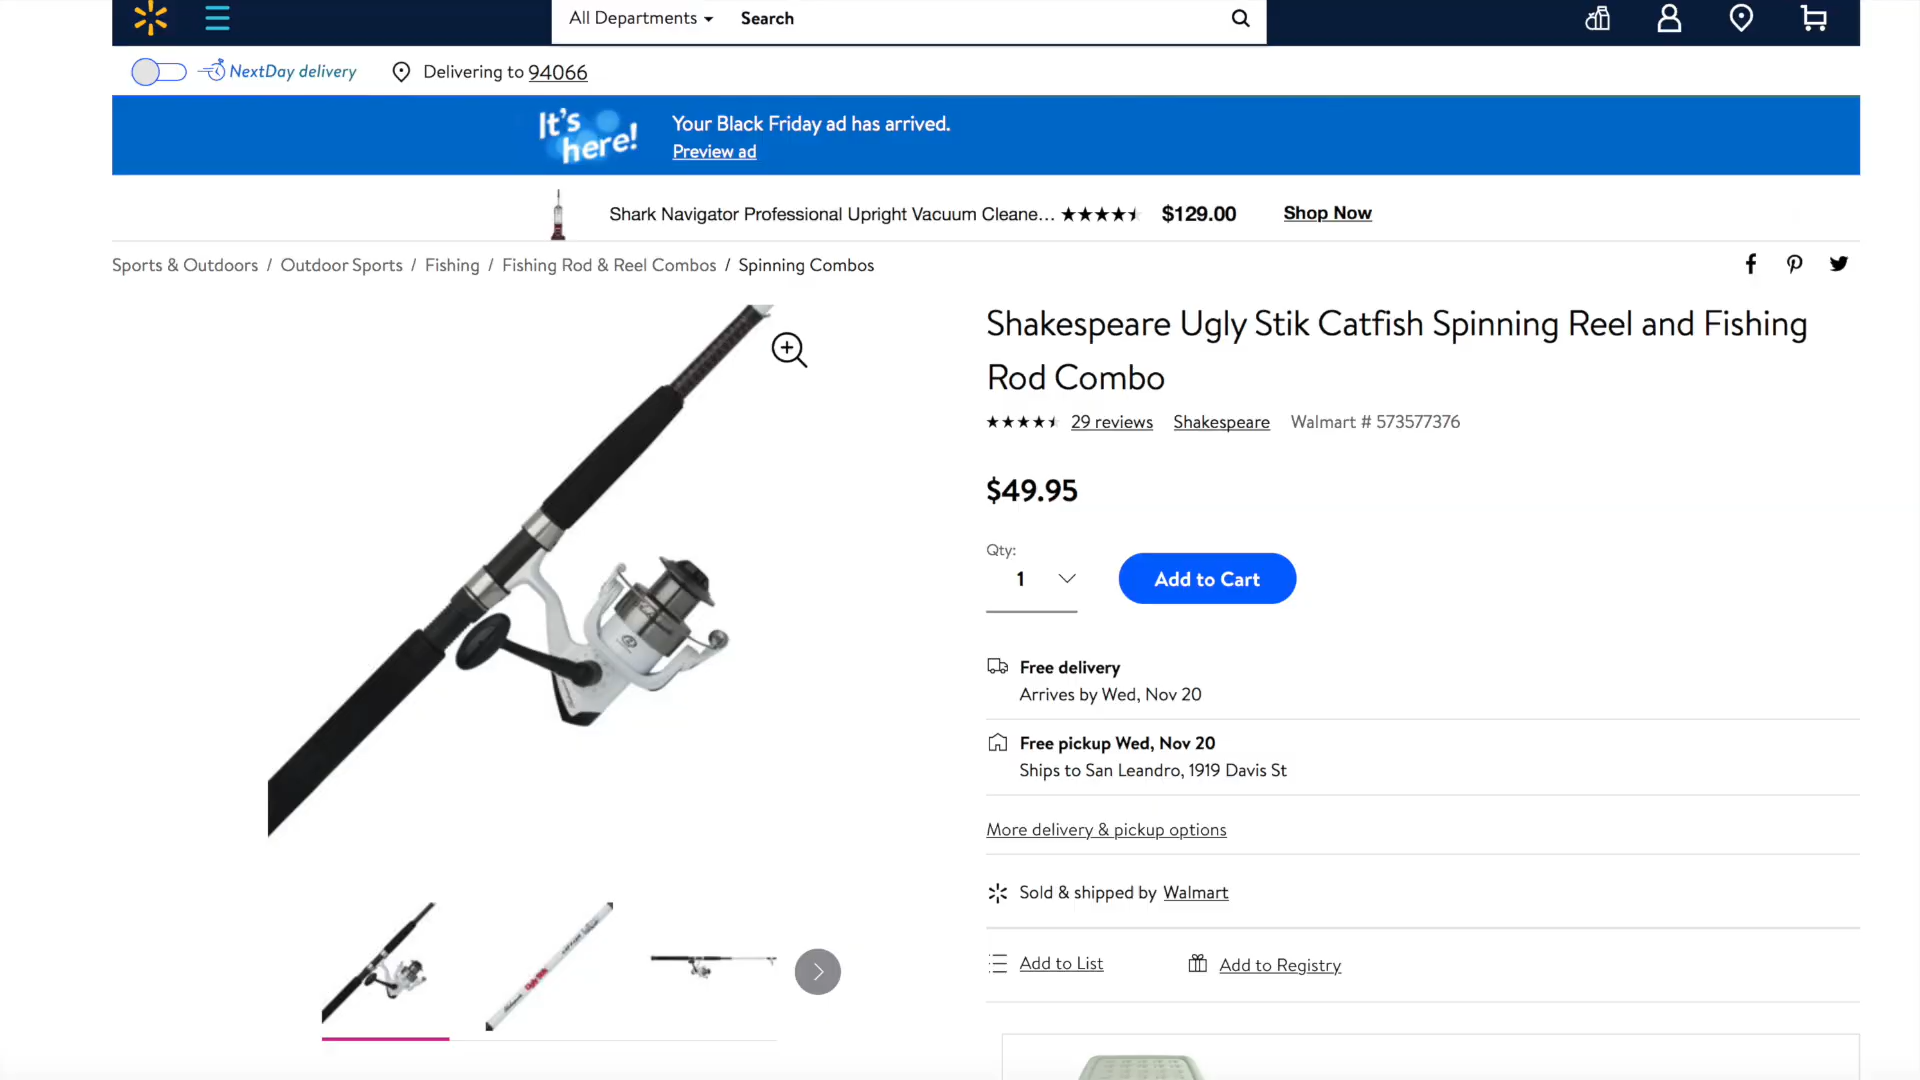 All Departments
Search
NextDay delivery
Delivering to 94066
It's here!
Your Black Friday ad has arrived.
Preview ad
Shark Navigator Professional Upright Vacuum Cleane...
$129.00
Shop Now
Sports & Outdoors / Outdoor Sports / Fishing / Fishing Rod & Reel Combos / Spinning Combos
Shakespeare Ugly Stik Catfish Spinning Reel and Fishing
Rod Combo
29 reviews
Shakespeare
Walmart # 573577376
$49.95
Qty:
1
Add to Cart
Free delivery
Arrives by Wed, Nov 20
Free pickup Wed, Nov 20
Ships to San Leandro, 1919 Davis St
More delivery & pickup options
Sold & shipped by Walmart
Add to List
Add to Registry